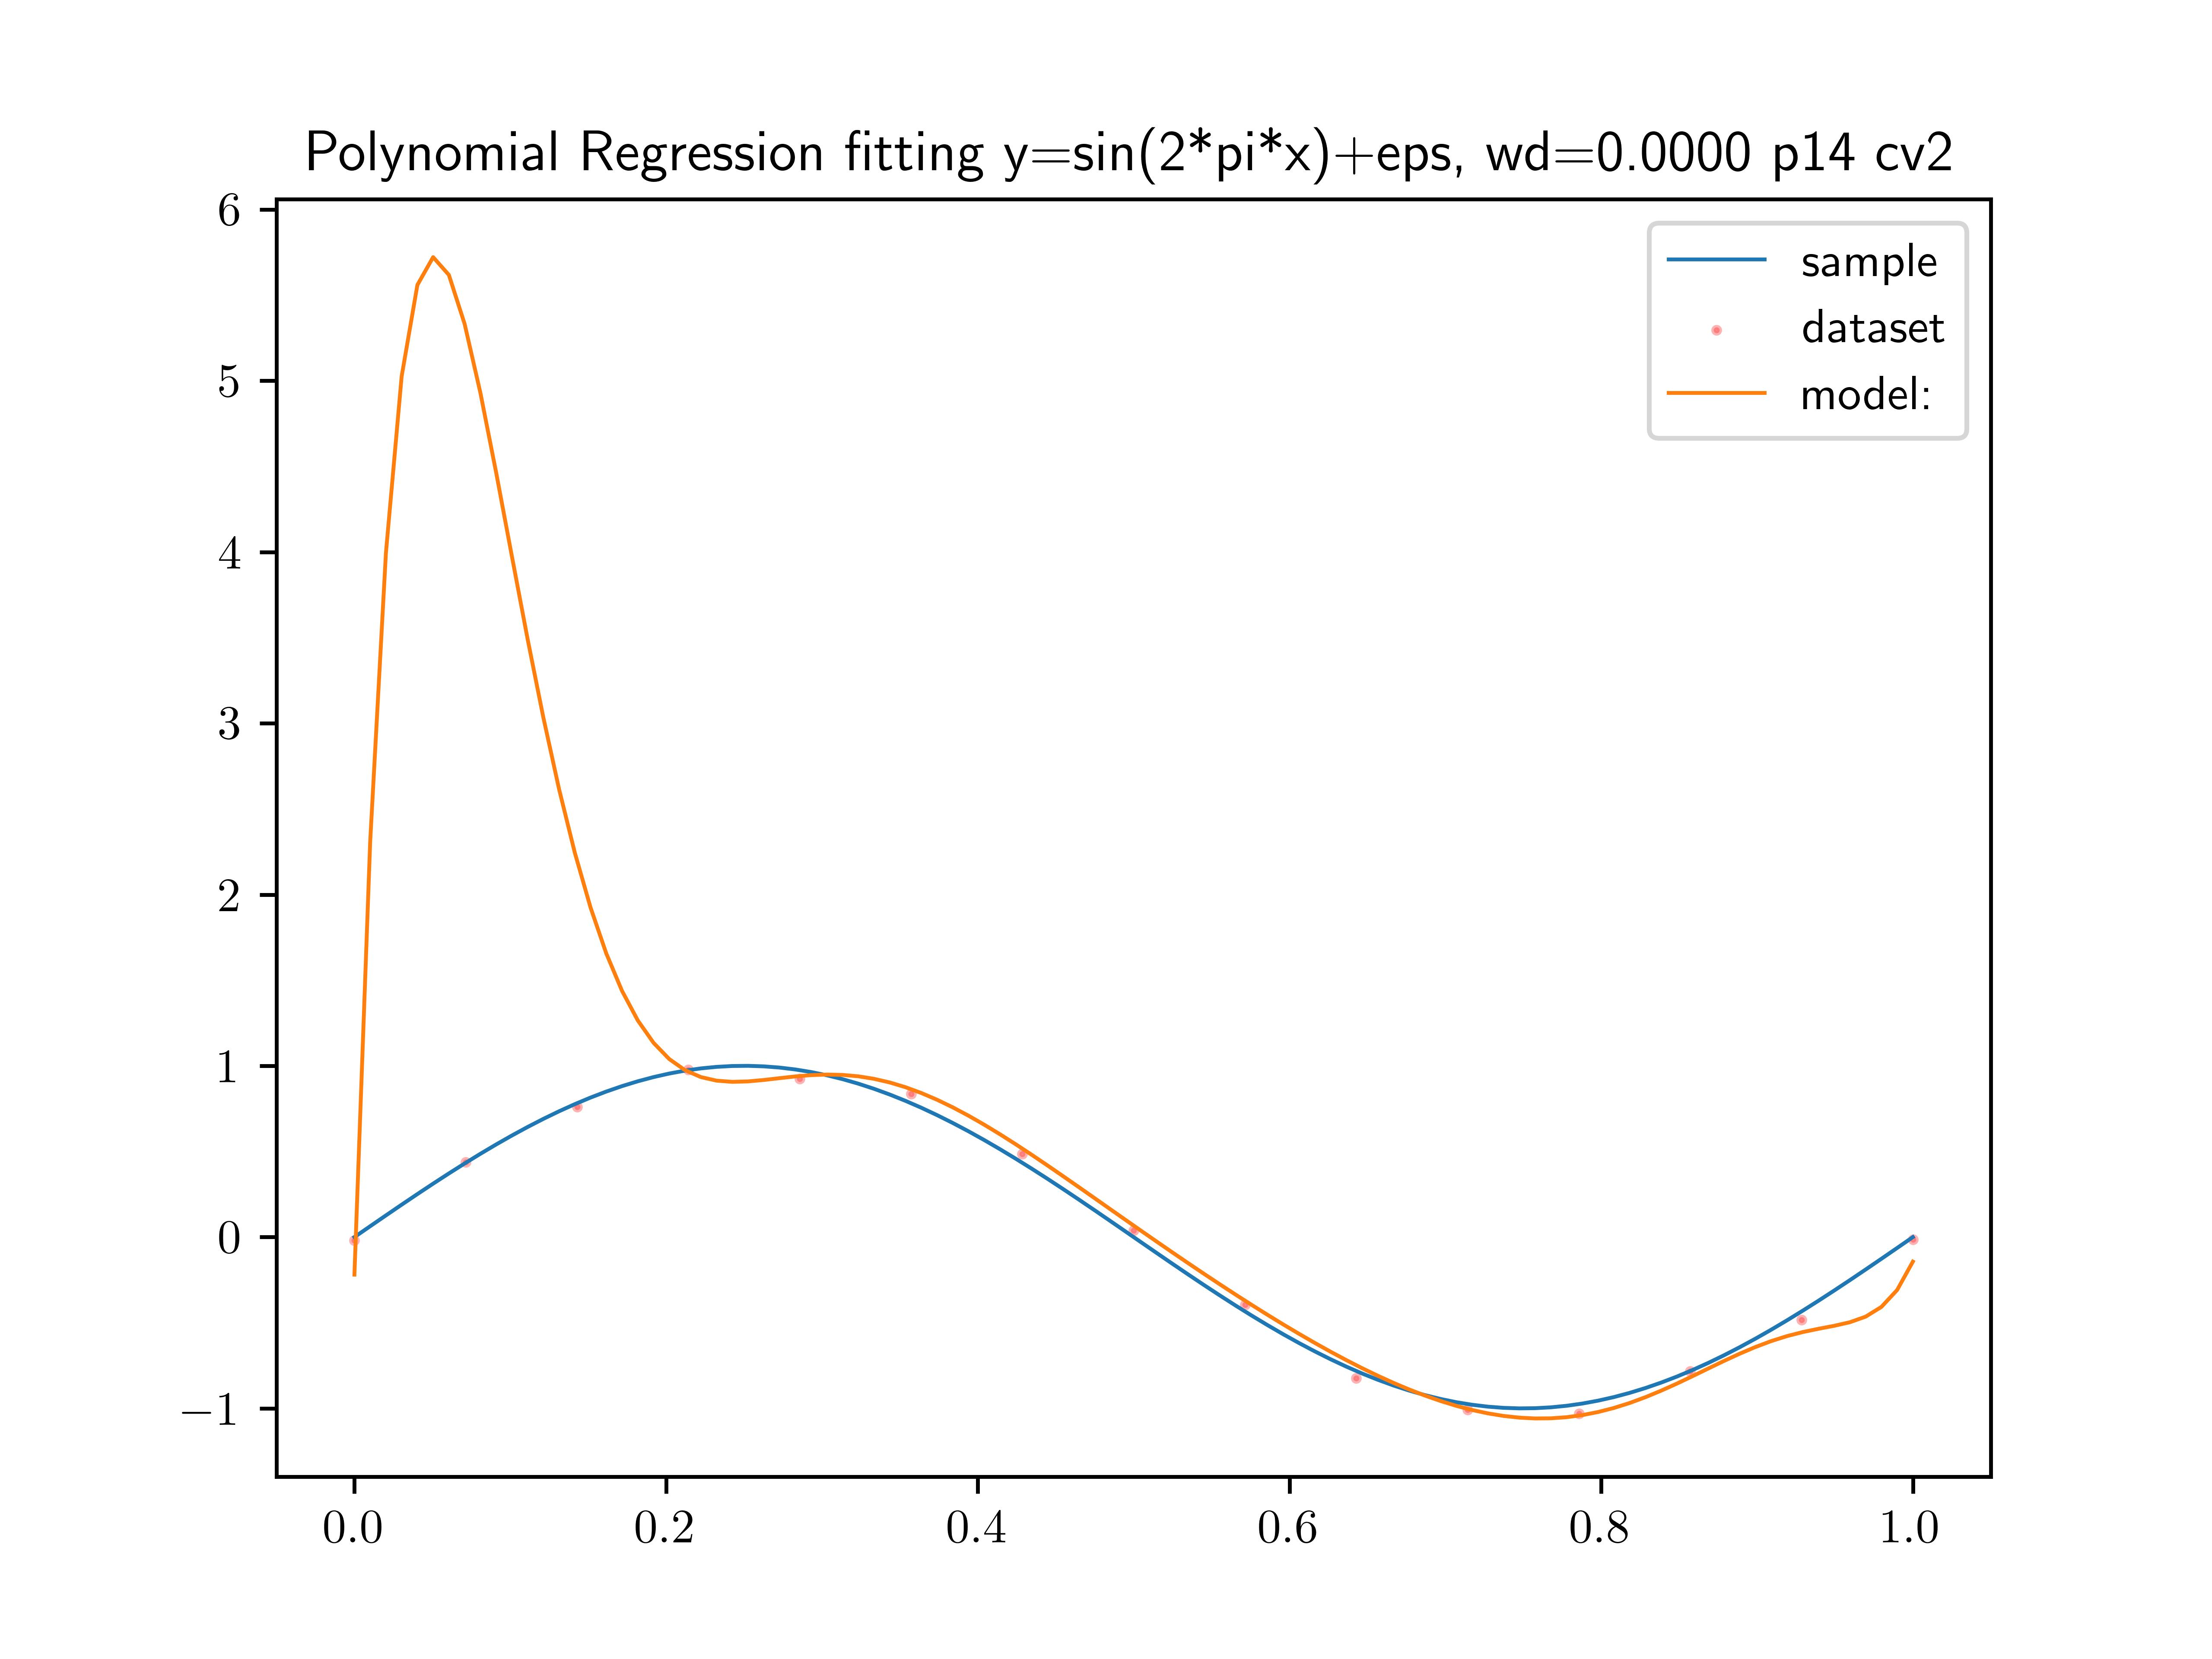 Polynomial Regression fitting y=sin(2*pi*x)+eps, wd=0.0000 p14 cv2
sample
dataset
model:
6
5
4
3
2
1
0
−1
0.0 0.2 0.4 0.6 0.8 1.0